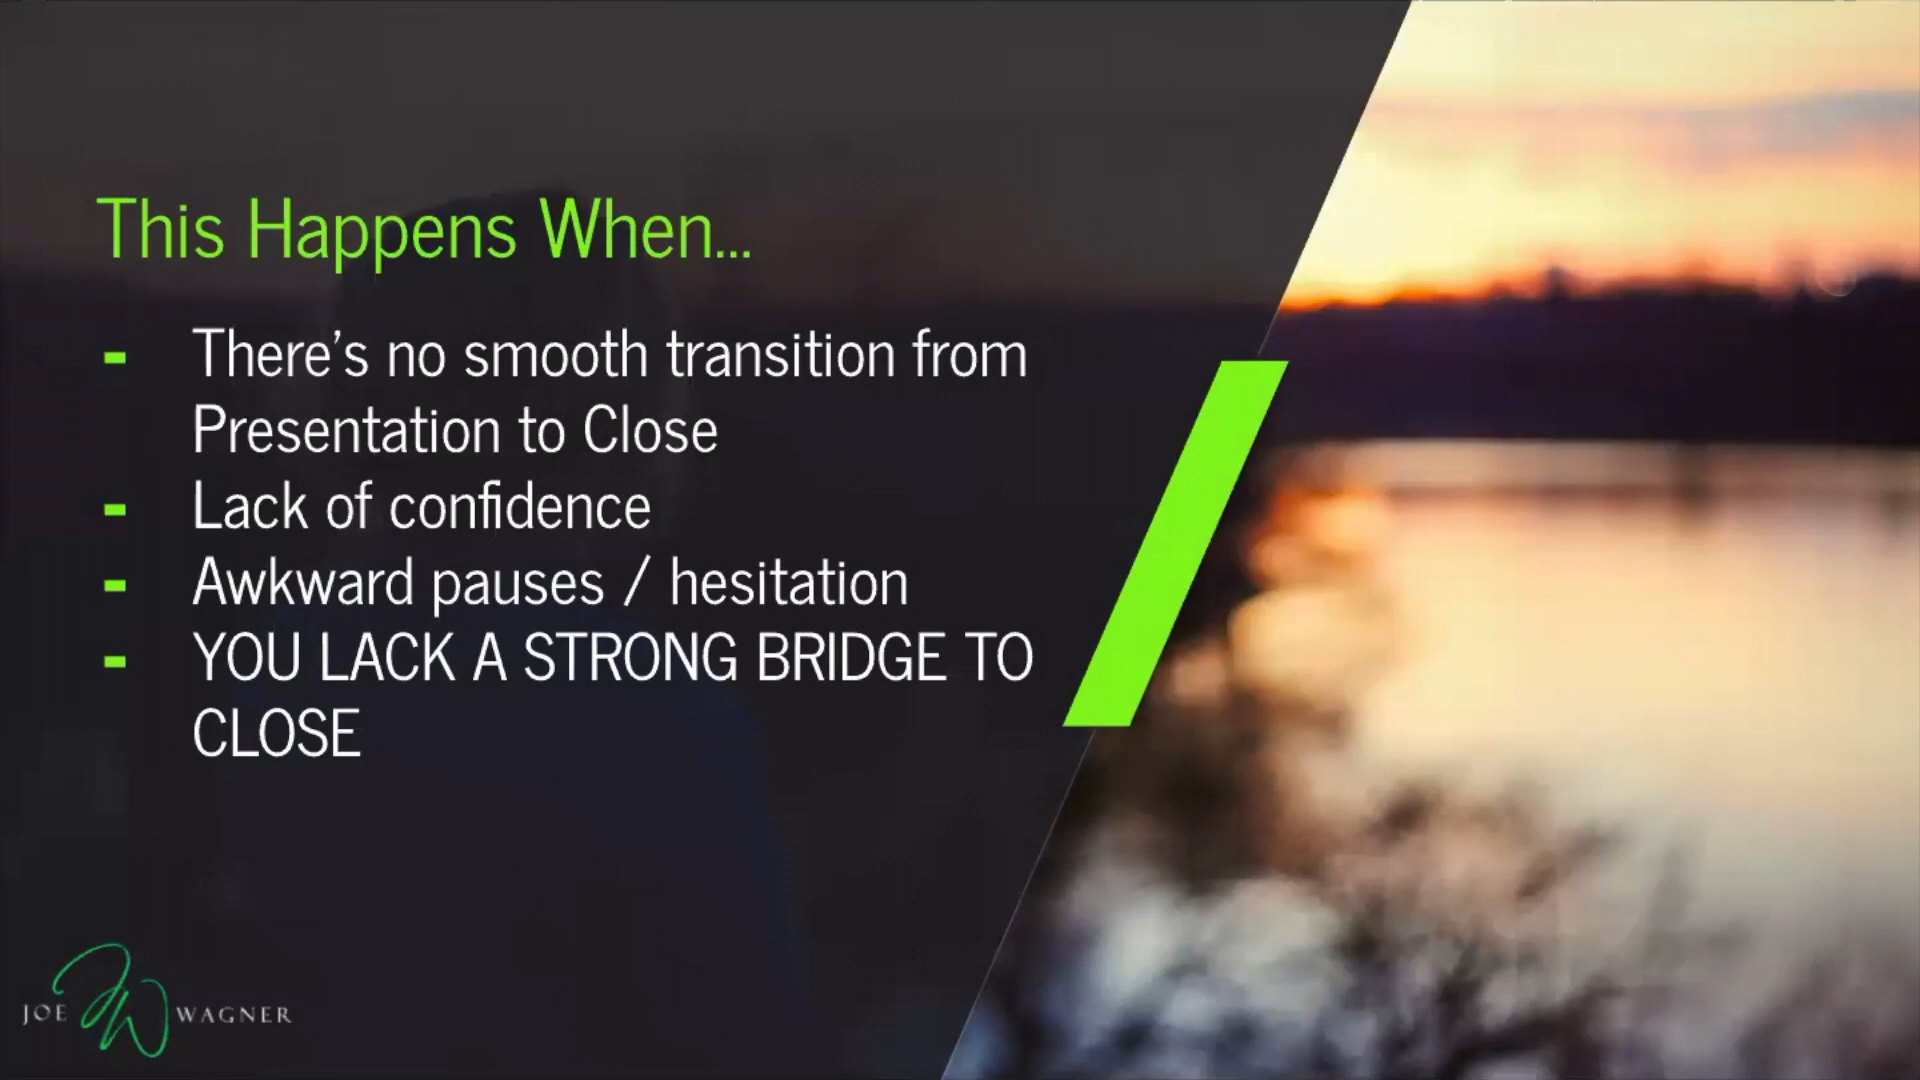 This Happens When...
- There's no smooth transition from
Presentation to Close
- Lack of confidence
- Awkward pauses / hesitation
- YOU LACK A STRONG BRIDGE TO
CLOSE
JOE JW WAGNER